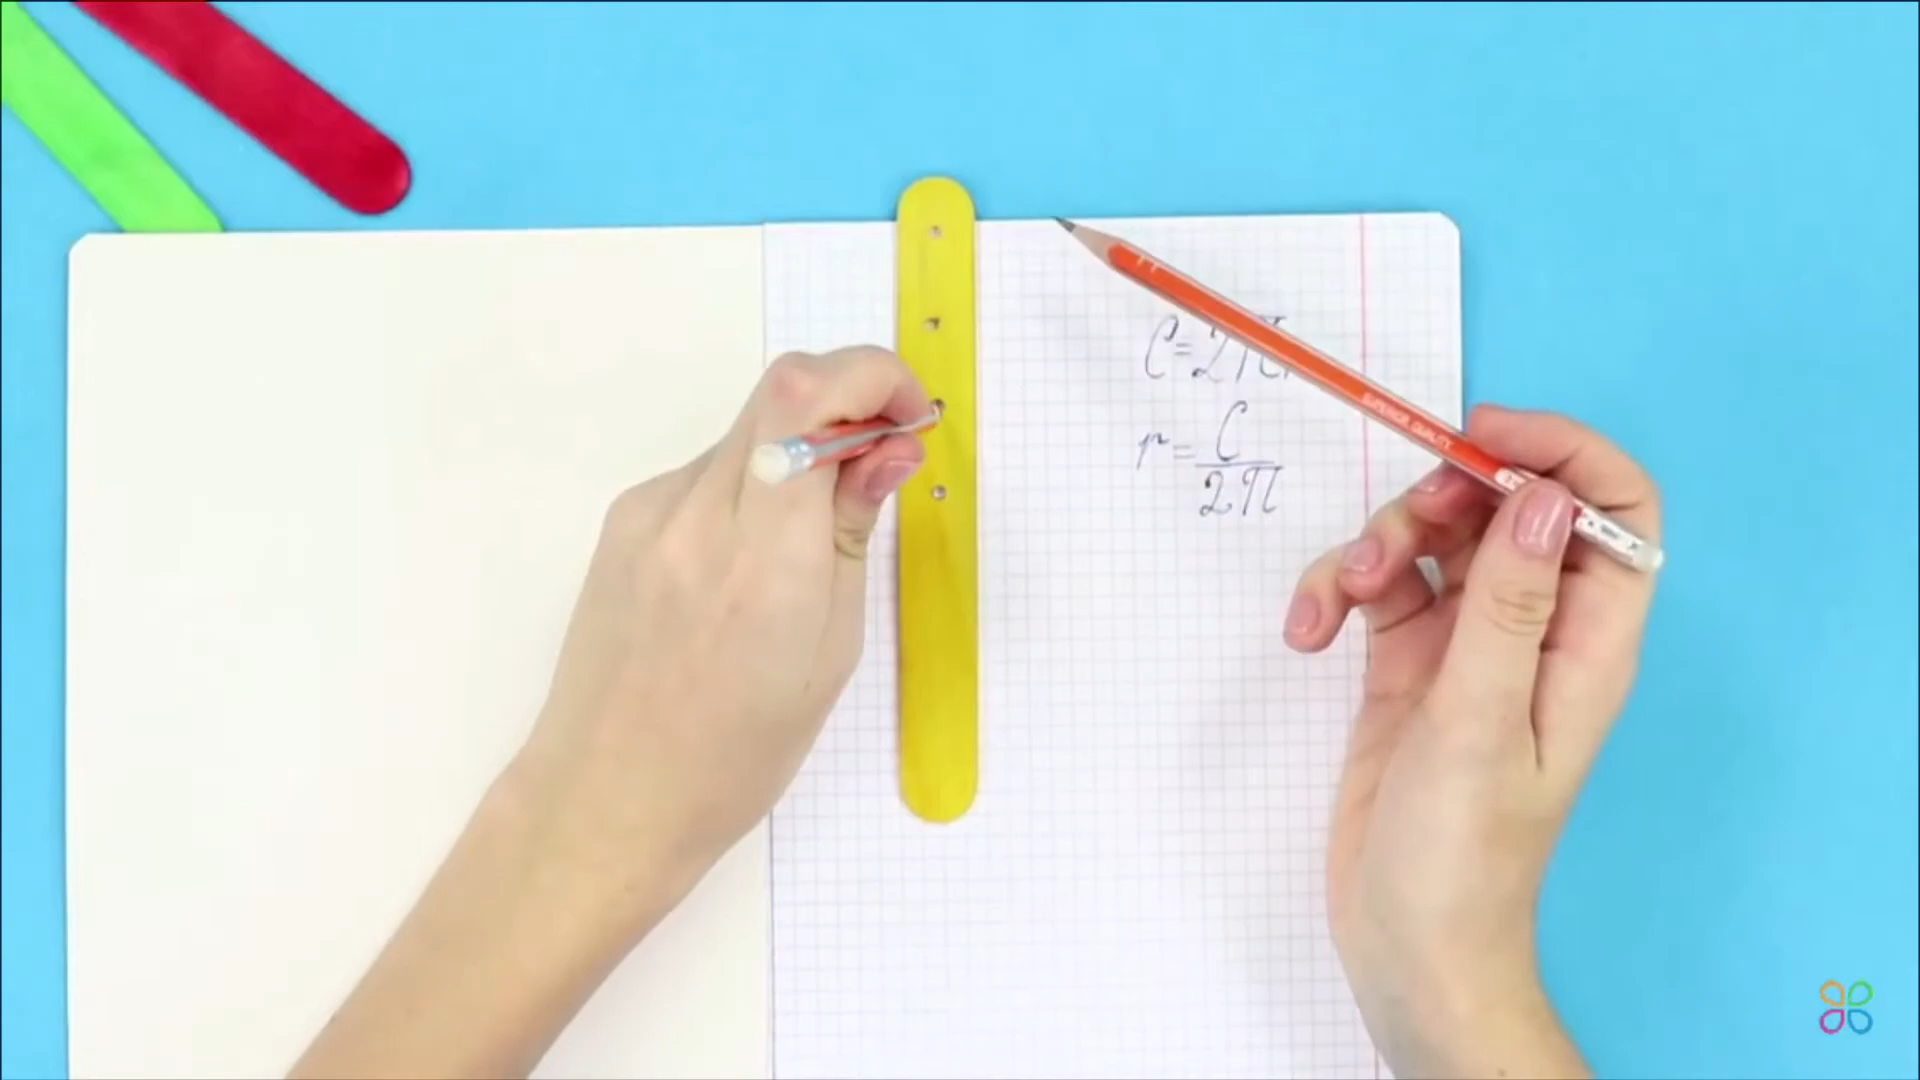 C=2π
SUPERIOR QUALITY
r=C/2π